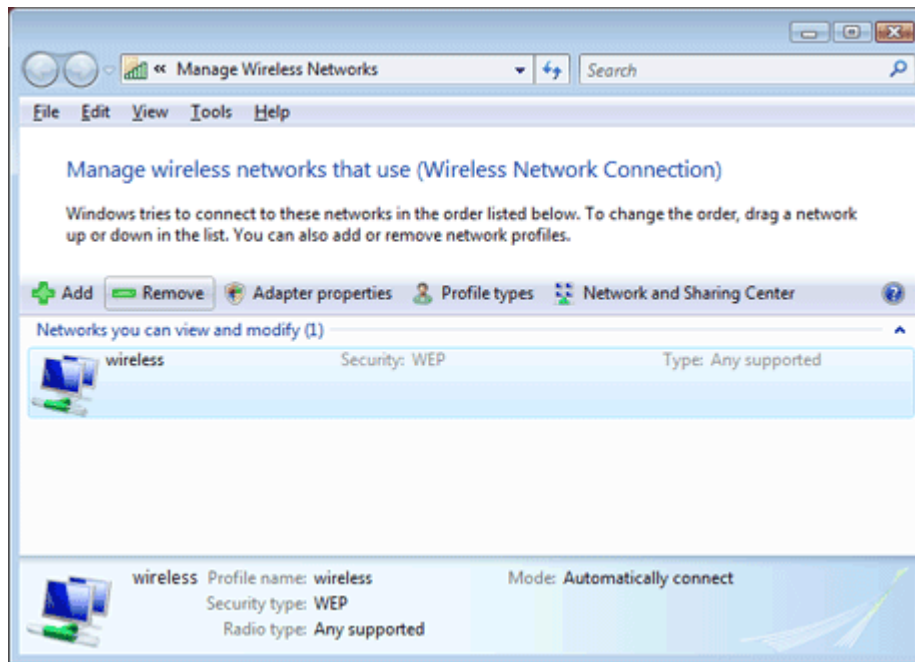 « Manage Wireless Networks Search
File Edit View Tools Help
Manage wireless networks that use (Wireless Network Connection)
Windows tries to connect to these networks in the order listed below. To change the order, drag a network
up or down in the list. You can also add or remove network profiles.
Add Remove Adapter properties Profile types Network and Sharing Center
Networks you can view and modify (1)
wireless Security: WEP Type: Any supported
wireless Profile name: wireless Mode: Automatically connect
Security type: WEP
Radio type: Any supported